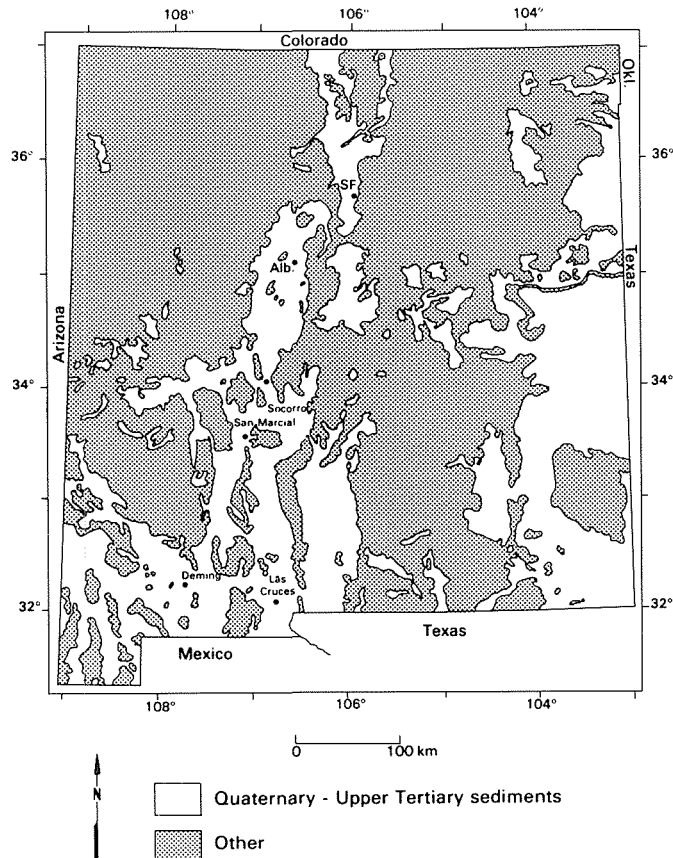 108" 106" 104"
Colorado
Okl.
36° 36°
SF
Alb.
Texas
Arizona
34° 34°
Socorro
San Marcial
Deming
Las
Cruces
32° 32°
Texas
Mexico
108° 106° 104°
0 100 km
N
Quaternary - Upper Tertiary sediments
Other